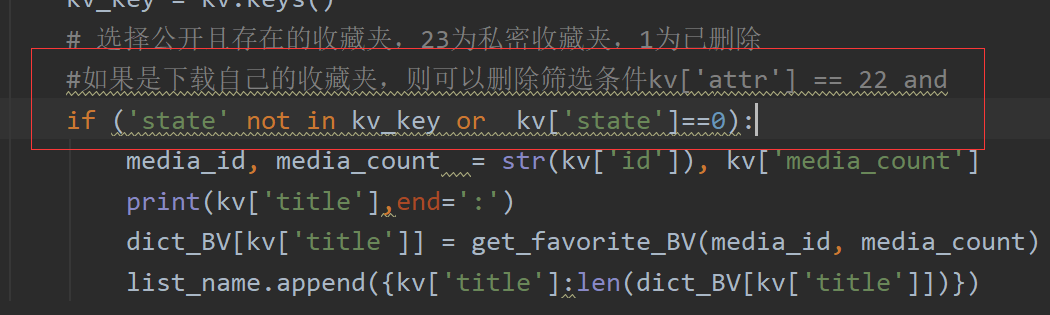 kv_key = kv.keys()
# 选择公开且存在的收藏夹，23为私密收藏夹，1为已删除
#如果是下载自己的收藏夹，则可以删除筛选条件kv['attr'] == 22 and
if ('state' not in kv_key or  kv['state']==0):
media_id, media_count  = str(kv['id']), kv['media_count']
print(kv['title'],end=':')
dict_BV[kv['title']] = get_favorite_BV(media_id, media_count)
list_name.append({kv['title']:len(dict_BV[kv['title']])})